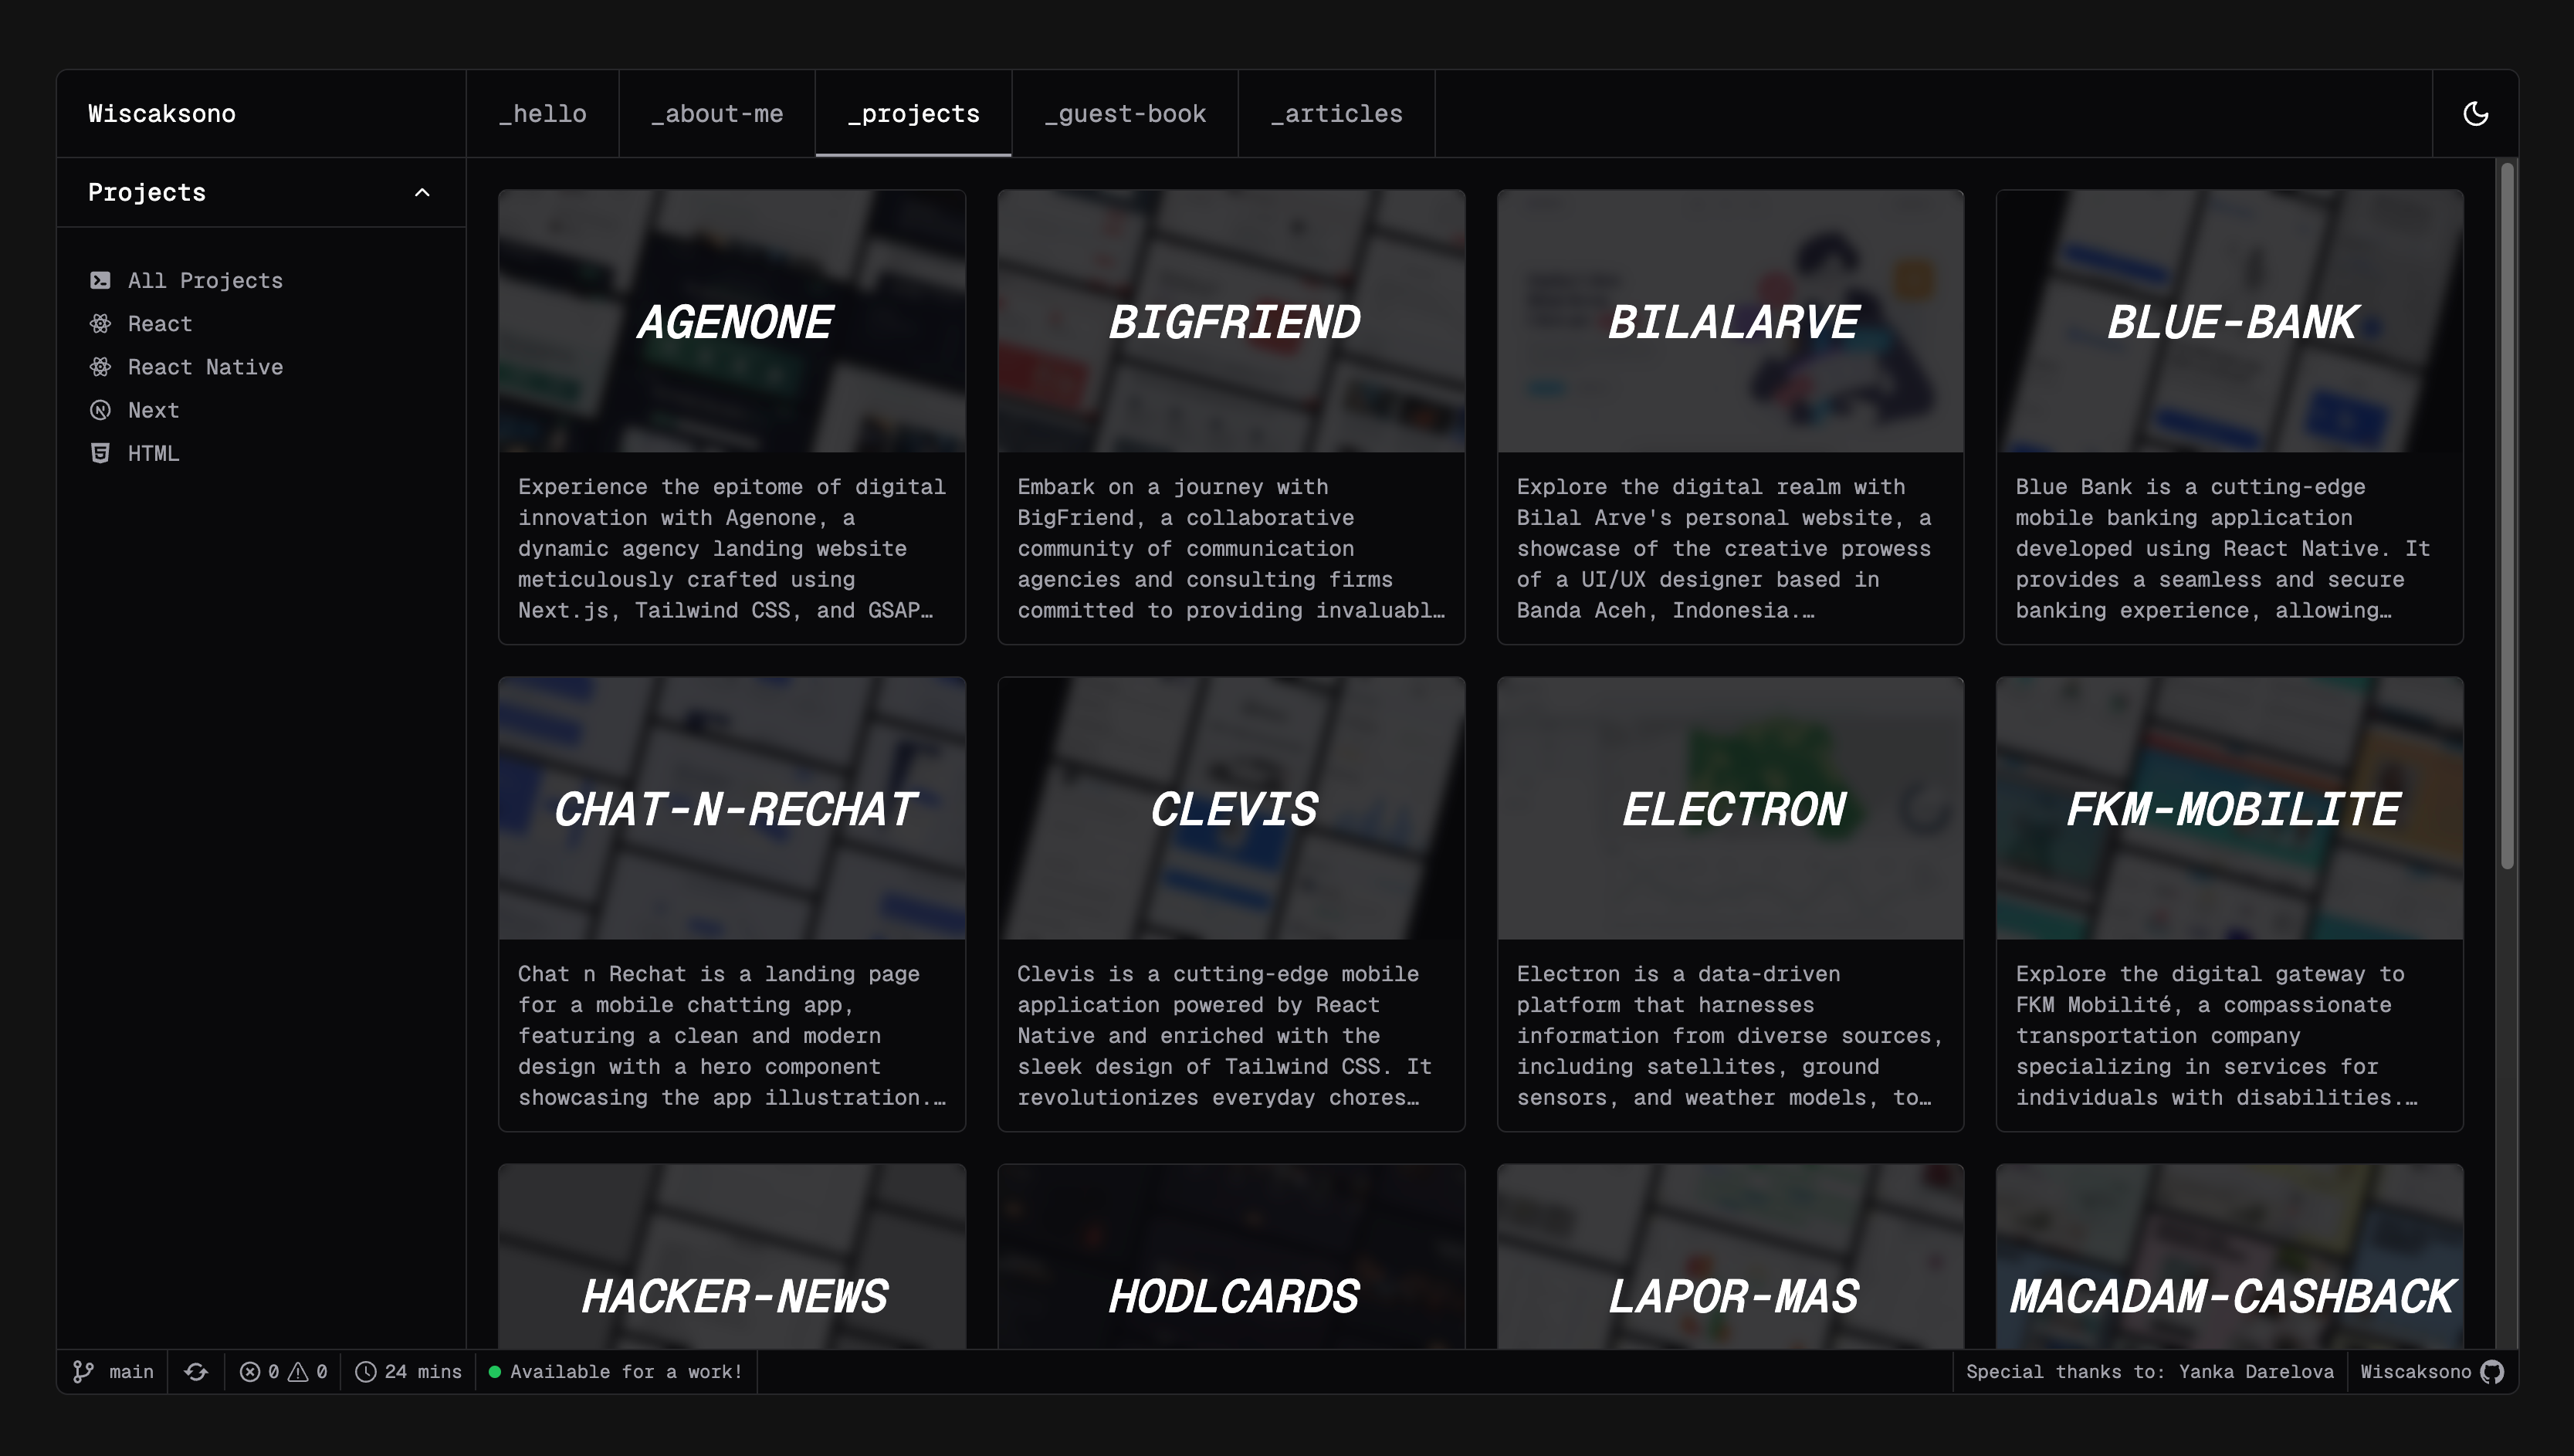 Wiscaksono
_hello
_about-me
_projects
_guest-book
_articles
Projects
All Projects
React
React Native
Next
HTML
AGENONE
Experience the epitome of digital
innovation with Agenone, a
dynamic agency landing website
meticulously crafted using
Next.js, Tailwind CSS, and GSAP…
BIGFRIEND
Embark on a journey with
BigFriend, a collaborative
community of communication
agencies and consulting firms
committed to providing invaluabl…
BILALARVE
Explore the digital realm with
Bilal Arve's personal website, a
showcase of the creative prowess
of a UI/UX designer based in
Banda Aceh, Indonesia.…
BLUE-BANK
Blue Bank is a cutting-edge
mobile banking application
developed using React Native. It
provides a seamless and secure
banking experience, allowing…
CHAT-N-RECHAT
Chat n Rechat is a landing page
for a mobile chatting app,
featuring a clean and modern
design with a hero component
showcasing the app illustration.…
CLEVIS
Clevis is a cutting-edge mobile
application powered by React
Native and enriched with the
sleek design of Tailwind CSS. It
revolutionizes everyday chores…
ELECTRON
Electron is a data-driven
platform that harnesses
information from diverse sources,
including satellites, ground
sensors, and weather models, to…
FKM-MOBILITE
Explore the digital gateway to
FKM Mobilité, a compassionate
transportation company
specializing in services for
individuals with disabilities.…
HACKER-NEWS
HODLCARDS
LAPOR-MAS
MACADAM-CASHBACK
main
0
0
24 mins
Available for a work!
Special thanks to: Yanka Darelova
Wiscaksono